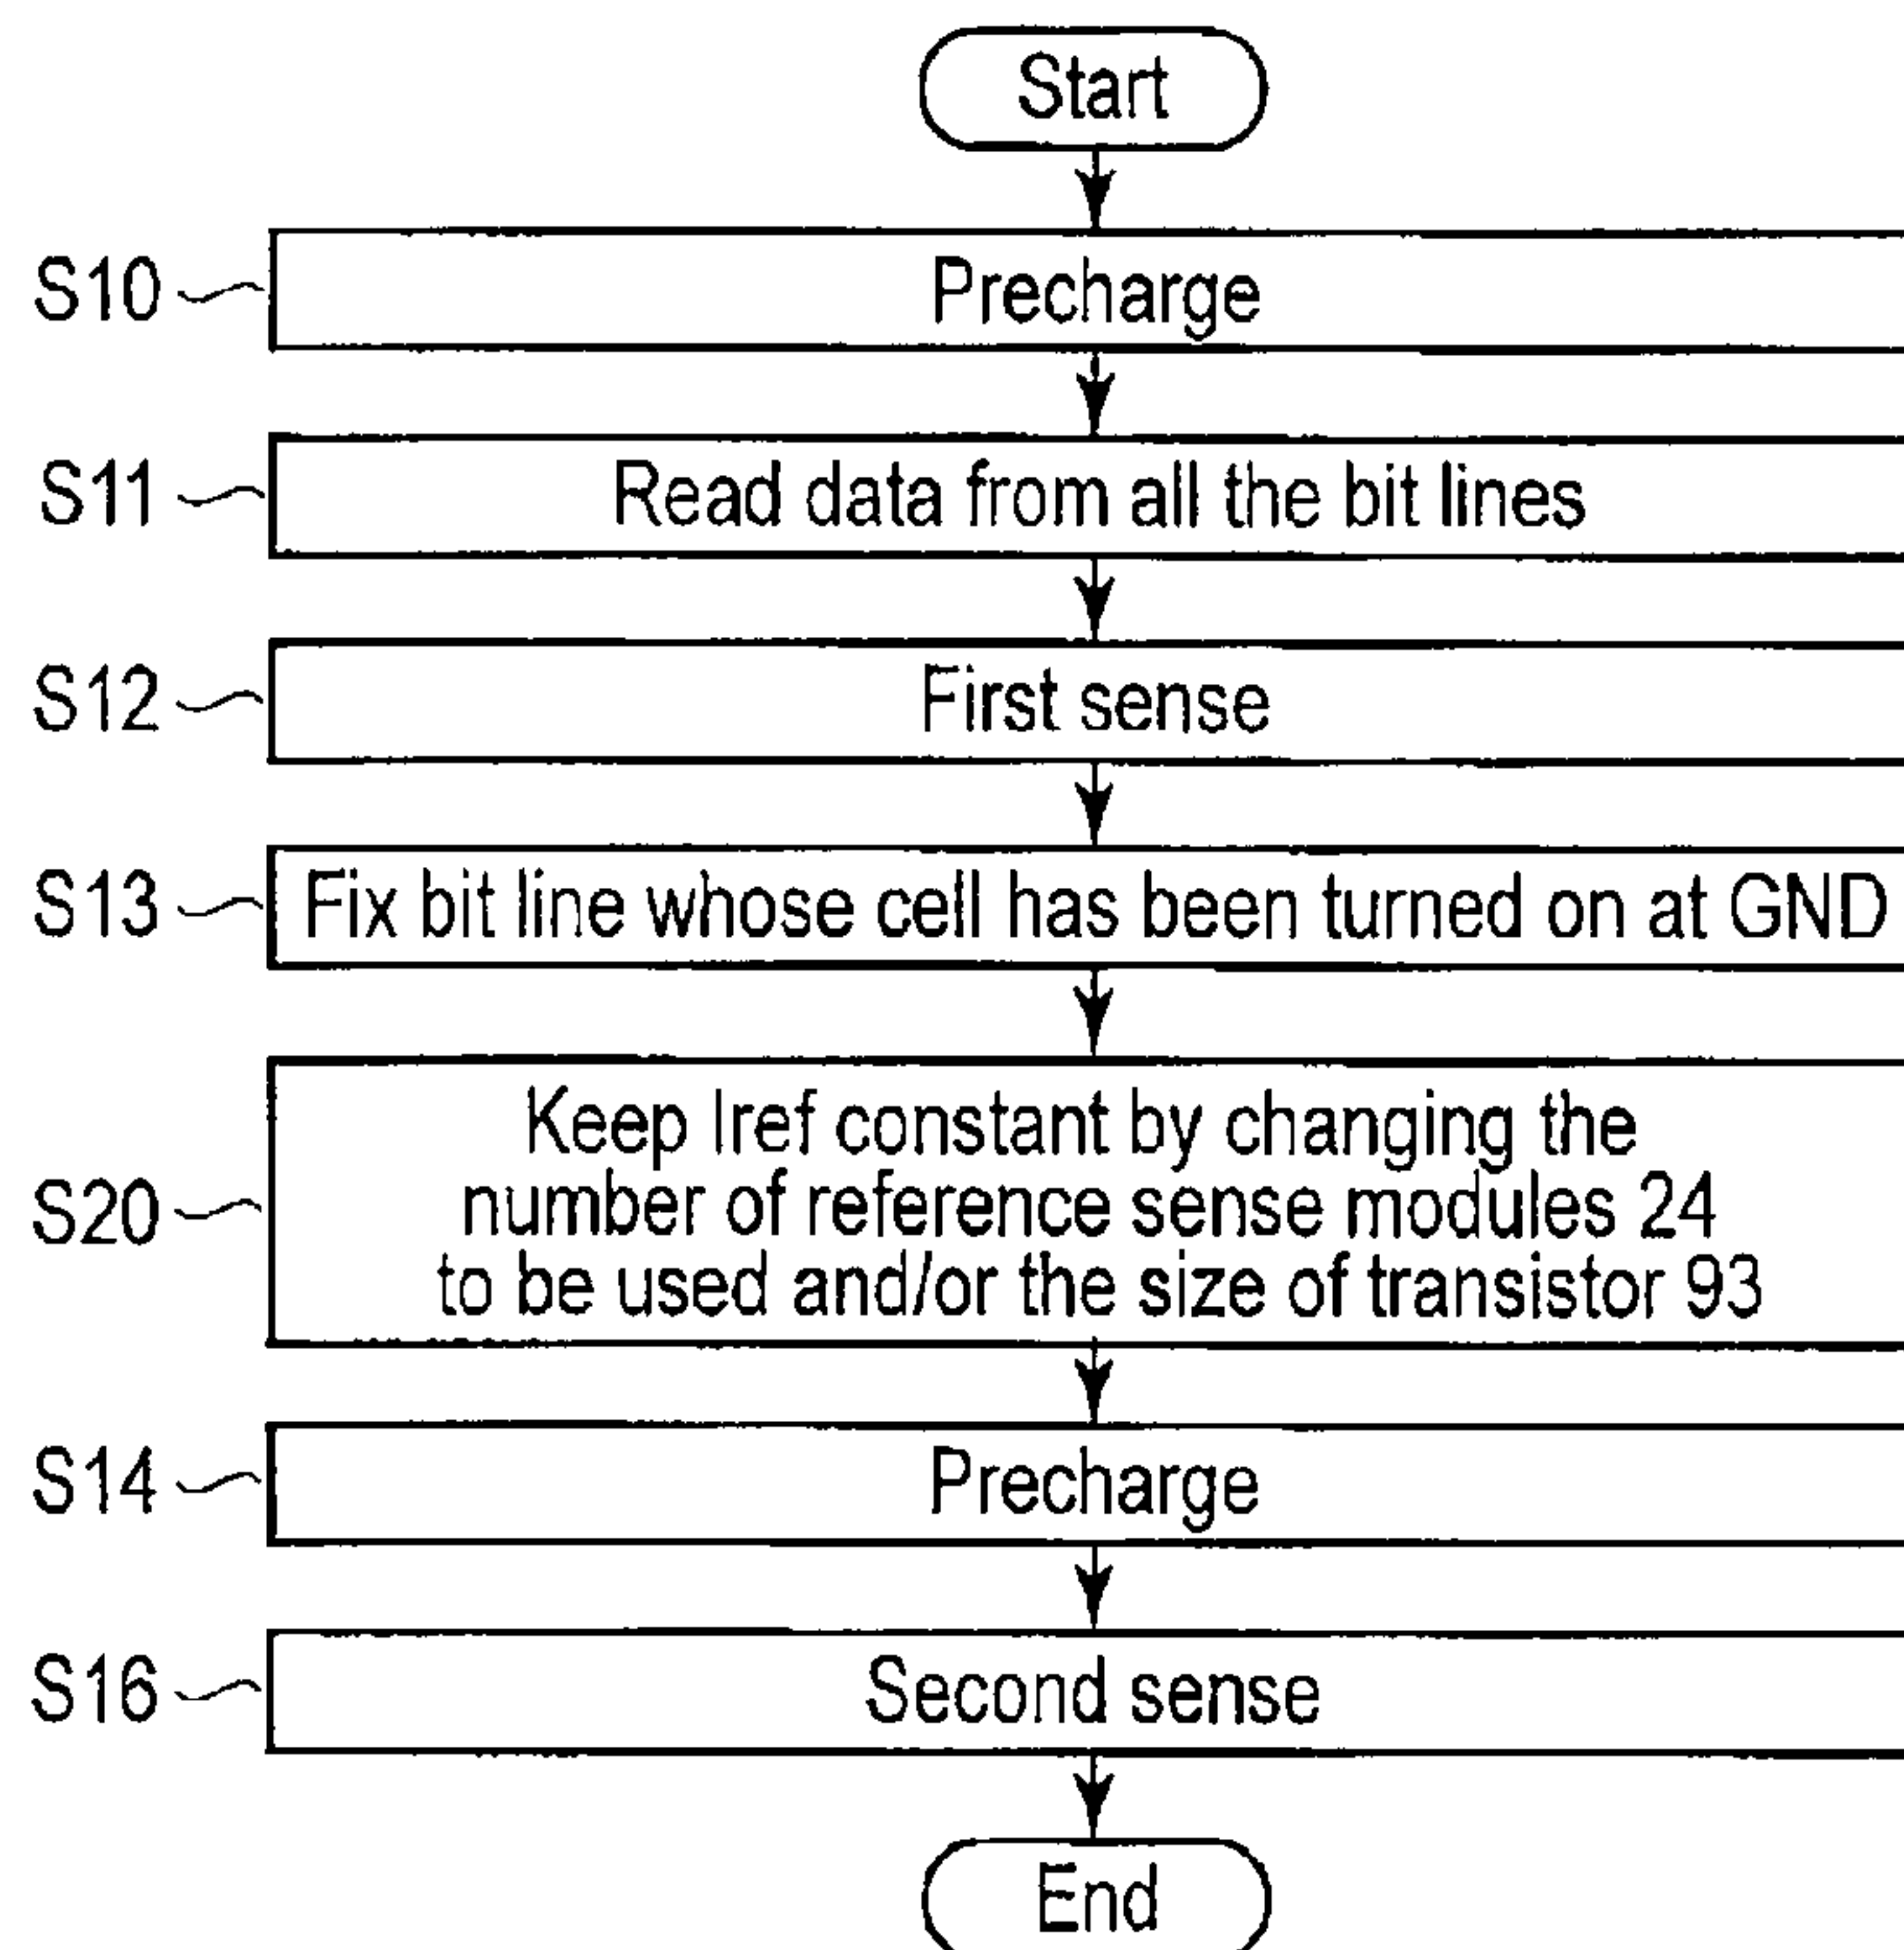 Start
S10 Precharge
S11 Read data from all the bit lines
S12 First sense
S13 Fix bit line whose cell has been turned on at GND
Keep Iref constant by changing the
S20 number of reference sense modules 24
to be used and/or the size of transistor 93
S14 Precharge
S16 Second sense
End